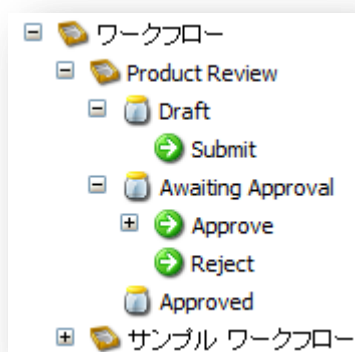 ワークフロー
Product Review
Draft
Submit
Awaiting Approval
Approve
Reject
Approved
サンプル ワークフロー